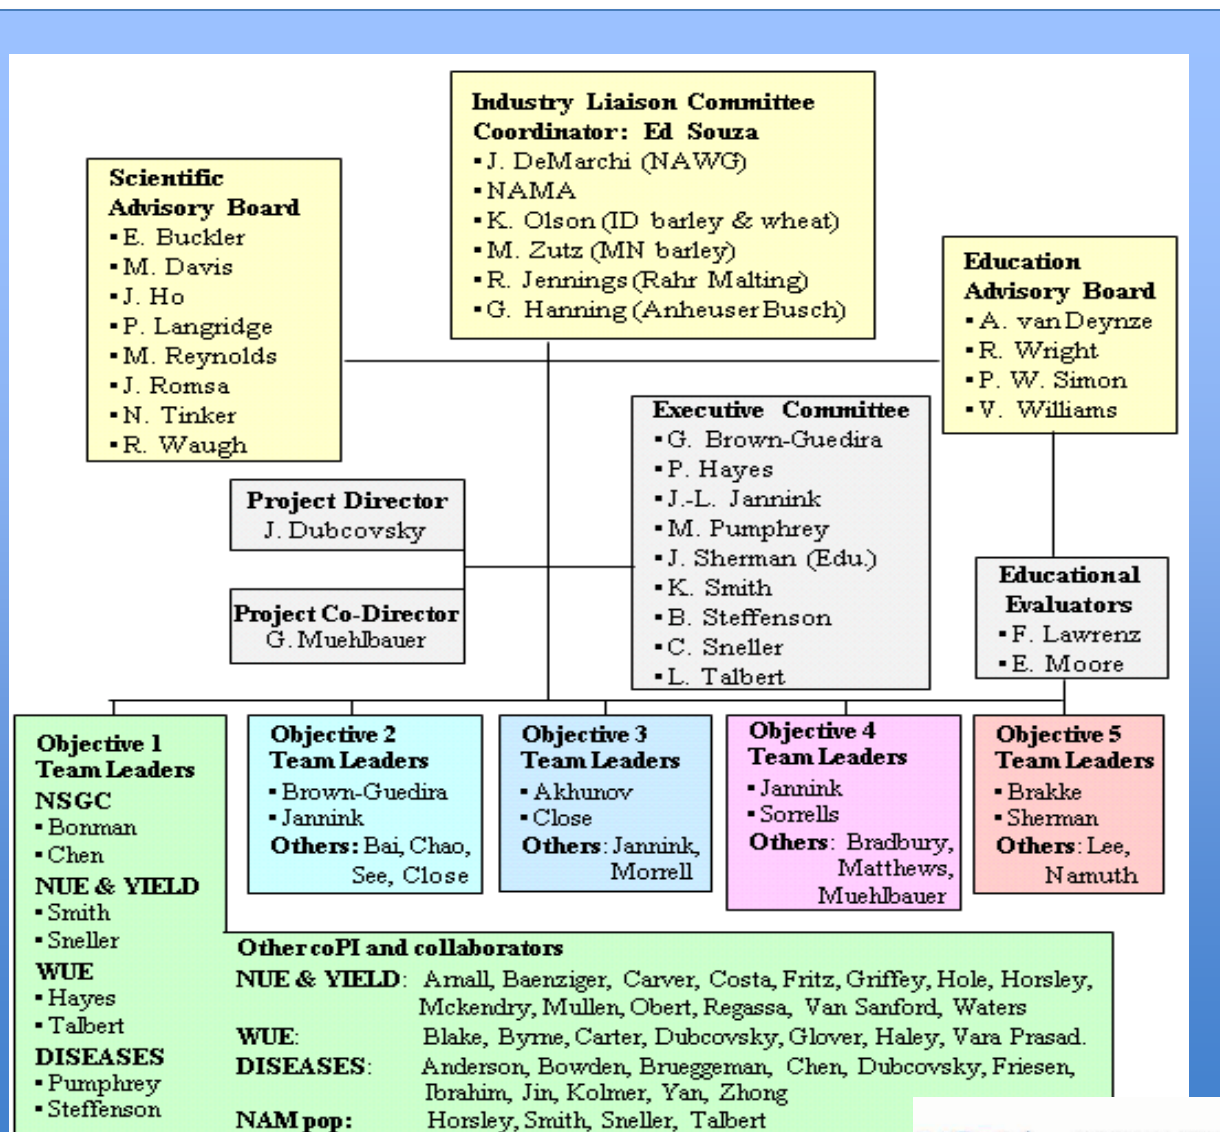 Industry Liaison Committee
Coordinator: Ed Souza
▪J. DeMarchi (NAWG)
▪NAMA
▪K. Olson (ID barley & wheat)
▪M. Zutz (MN barley)
▪R. Jennings (Rahr Malting)
▪G. Hanning (Anheuser Busch)
Scientific
Advisory Board
▪E. Buckler
▪M. Davis
▪J. Ho
▪P. Langridge
▪M. Reynolds
▪J. Romsa
▪N. Tinker
▪R. Waugh
Education
Advisory Board
▪A. vanDeynze
▪R. Wright
▪P. W. Simon
▪V. Williams
Executive Committee
▪G. Brown-Guedira
▪P. Hayes
▪J.-L. Jannink
▪M. Pumphrey
▪J. Sherman (Edu.)
▪K. Smith
▪B. Steffenson
▪C. Sneller
▪L. Talbert
Project Director
J. Dubcovsky
Project Co-Director
G. Muehlbauer
Educational
Evaluators
▪F. Lawrenz
▪E. Moore
Objective 1
Team Leaders
NSGC
▪Bonman
▪Chen
NUE & YIELD
▪Smith
▪Sneller
WUE
▪Hayes
▪Talbert
DISEASES
▪Pumphrey
▪Steffenson
Objective 2
Team Leaders
▪Brown-Guedira
▪Jannink
Others: Bai, Chao,
See, Close
Objective 3
Team Leaders
▪Akhunov
▪Close
Others: Jannink,
Morrell
Objective 4
Team Leaders
▪Jannink
▪Sorrells
Others: Bradbury,
Matthews,
Muehlbauer
Objective 5
Team Leaders
▪Brakke
▪Sherman
Others: Lee,
Namuth
Other coPI and collaborators
NUE & YIELD: Arnall, Baenziger, Carver, Costa, Fritz, Griffey, Hole, Horsley,
Mckendry, Mullen, Obert, Regassa, Van Sanford, Waters
WUE: Blake, Byrne, Carter, Dubcovsky, Glover, Haley, Vara Prasad.
DISEASES: Anderson, Bowden, Brueggeman, Chen, Dubcovsky, Friesen,
Ibrahim, Jin, Kolmer, Yan, Zhong
NAM pop: Horsley, Smith, Sneller, Talbert